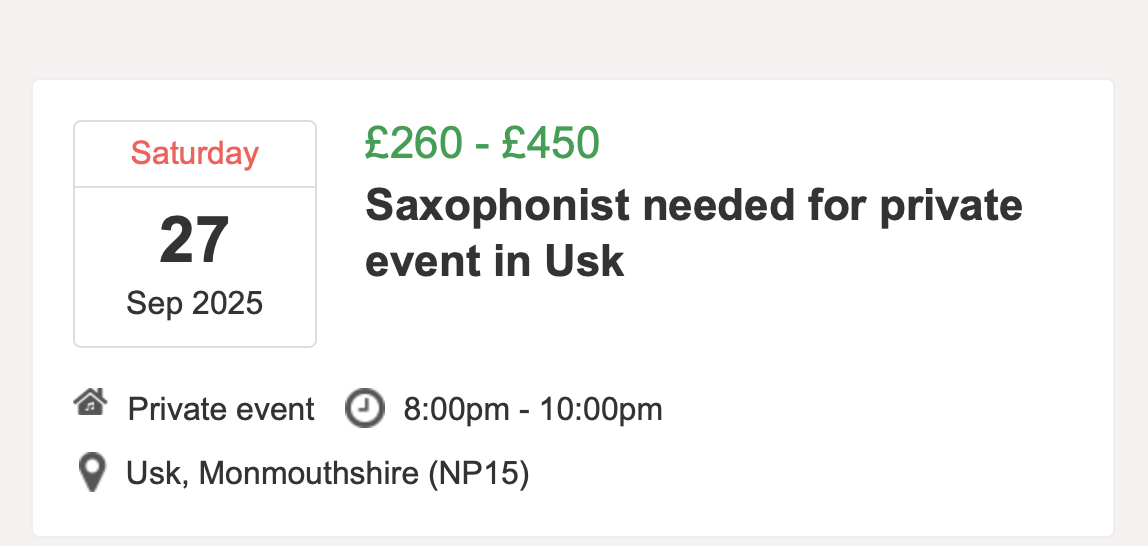 Saturday
27
Sep 2025
£260 - £450
Saxophonist needed for private
event in Usk
Private event
8:00pm - 10:00pm
Usk, Monmouthshire (NP15)